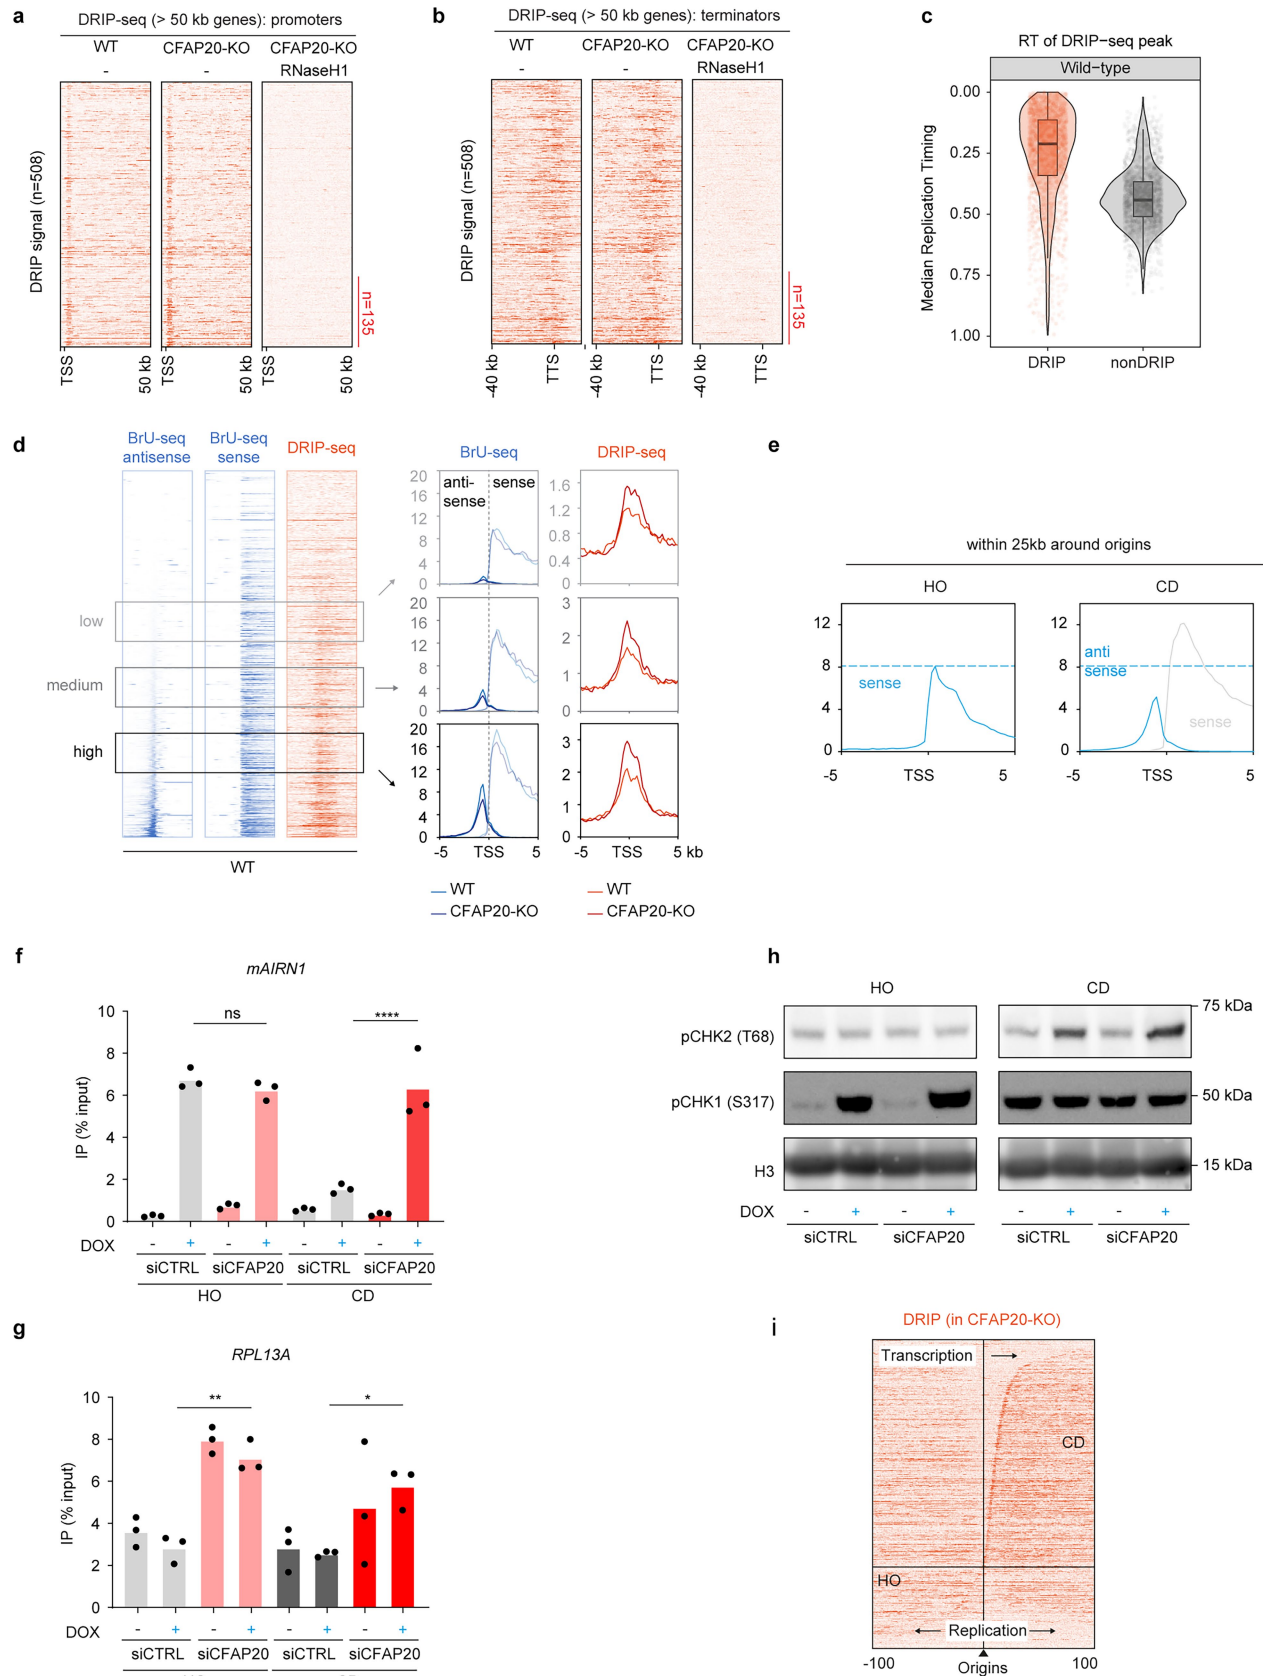 a
DRIP-seq (> 50 kb genes): promoters
WT
CFAP20-KO
CFAP20-KO
-
-
RNaseH1
DRIP signal (n=508)
n=135
TSS
50 kb
TSS
50 kb
TSS
50 kb
b
DRIP-seq (> 50 kb genes): terminators
WT
CFAP20-KO
CFAP20-KO
-
-
RNaseH1
DRIP signal (n=508)
n=135
-40 kb
TTS
-40 kb
TTS
-40 kb
TTS
c
RT of DRIP−seq peak
Wild−type
Median Replication Timing
0.00
0.25
0.50
0.75
1.00
DRIP
nonDRIP
d
BrU-seq
antisense
BrU-seq
sense
DRIP-seq
low
medium
high
WT
BrU-seq
DRIP-seq
anti-
sense
sense
20
16
12
8
4
0
1.6
1.2
0.8
0.4
0
20
16
12
8
4
0
3
2
1
0
20
16
12
8
4
0
3
2
1
0
-5
TSS
5
-5
TSS
5 kb
WT
CFAP20-KO
WT
CFAP20-KO
e
within 25kb around origins
HO
CD
12
8
4
0
sense
-5
TSS
5
12
8
4
0
anti
sense
sense
-5
TSS
5
f
mAIRN1
IP (% input)
10
8
6
4
2
0
ns
****
DOX
-
+
-
+
-
+
-
+
siCTRL
siCFAP20
siCTRL
siCFAP20
HO
CD
g
RPL13A
IP (% input)
10
8
6
4
2
0
**
*
DOX
-
+
-
+
-
+
-
+
siCTRL
siCFAP20
siCTRL
siCFAP20
h
HO
CD
pCHK2 (T68)
pCHK1 (S317)
H3
75 kDa
50 kDa
15 kDa
DOX
-
+
-
+
-
+
-
+
siCTRL
siCFAP20
siCTRL
siCFAP20
i
DRIP (in CFAP20-KO)
Transcription
CD
HO
Replication
-100
Origins
100